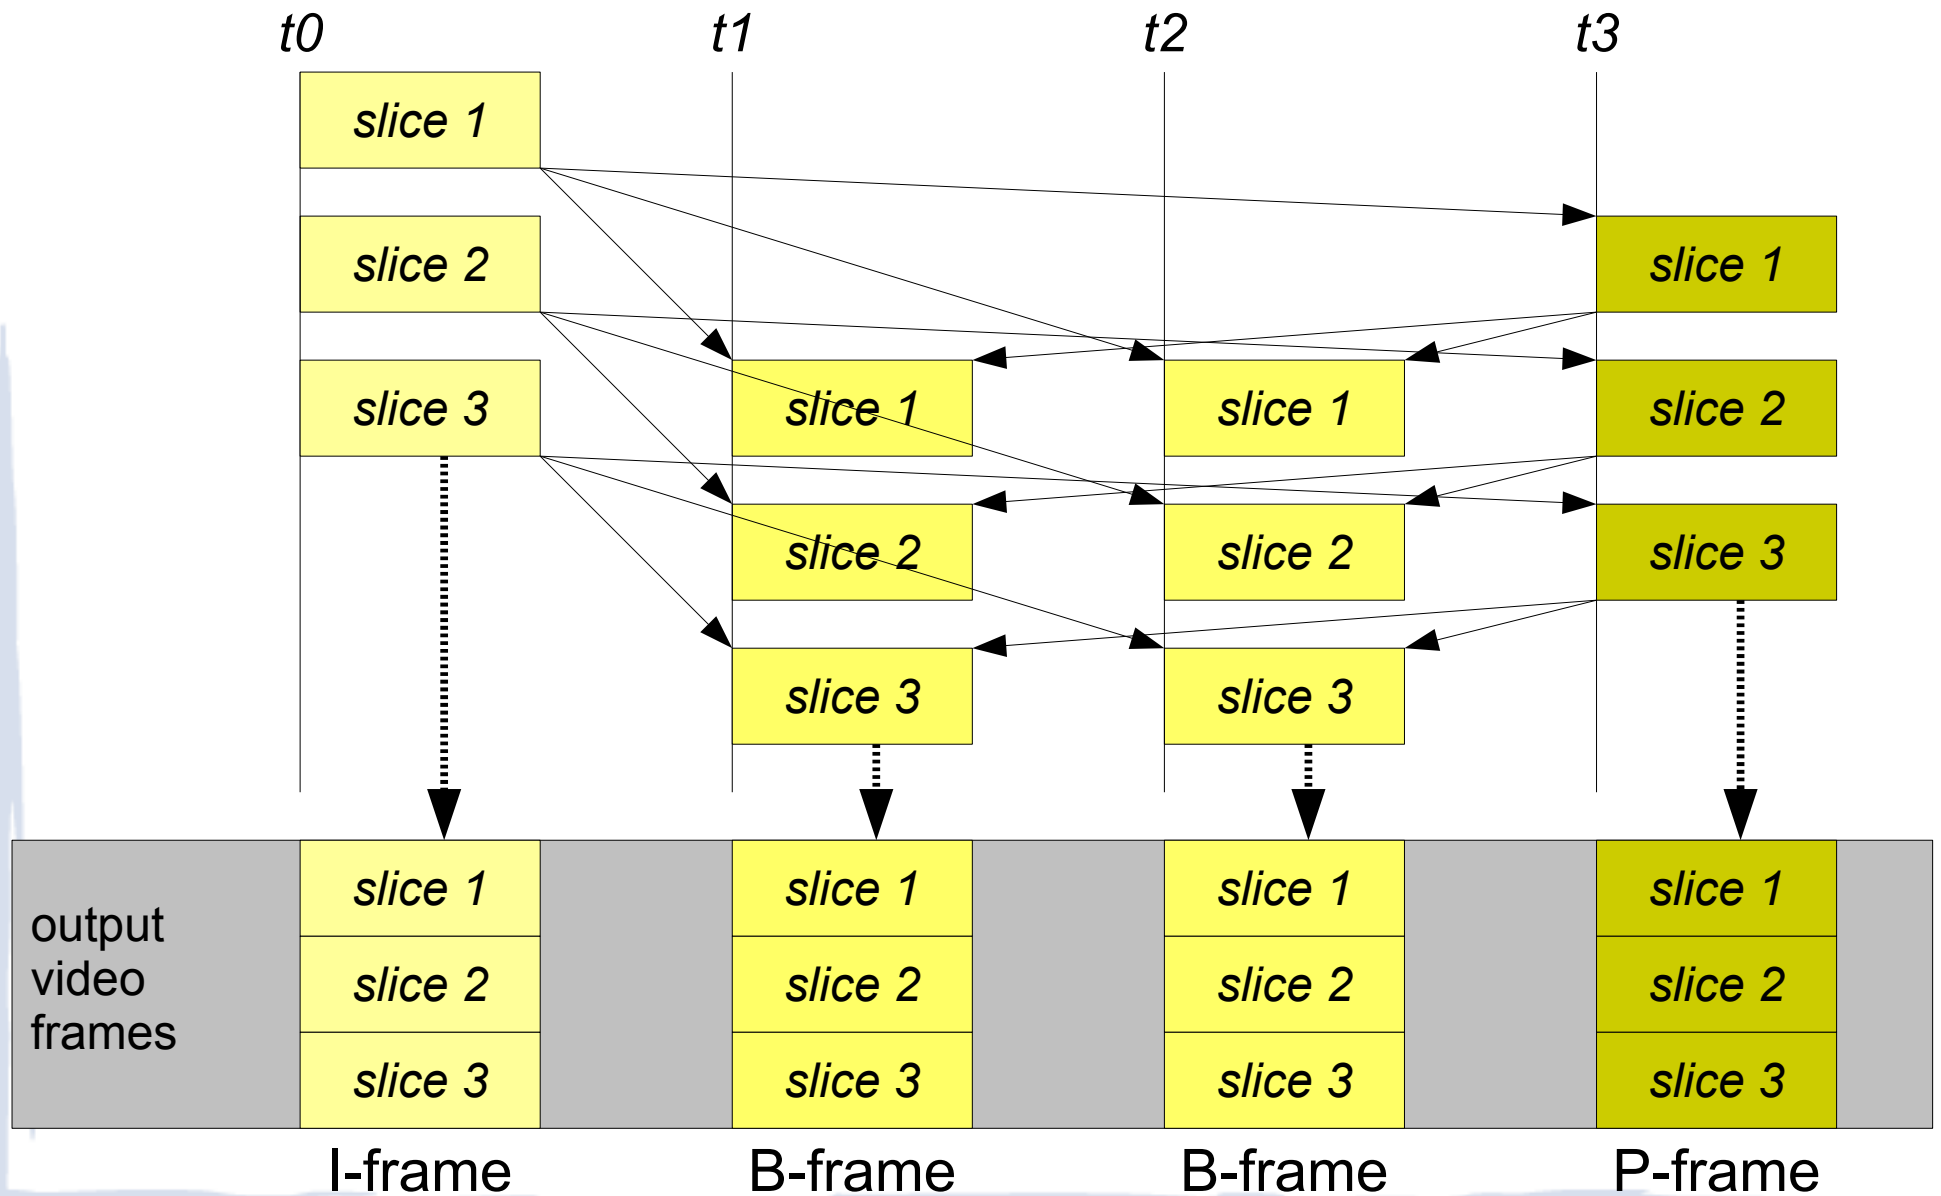 t0 t1 t2 t3
slice 1
slice 2 slice 1
slice 3 slice 1 slice 1 slice 2
slice 2 slice 2 slice 3
slice 3 slice 3
output
video
frames
slice 1 slice 1 slice 1 slice 1
slice 2 slice 2 slice 2 slice 2
slice 3 slice 3 slice 3 slice 3
I-frame B-frame B-frame P-frame